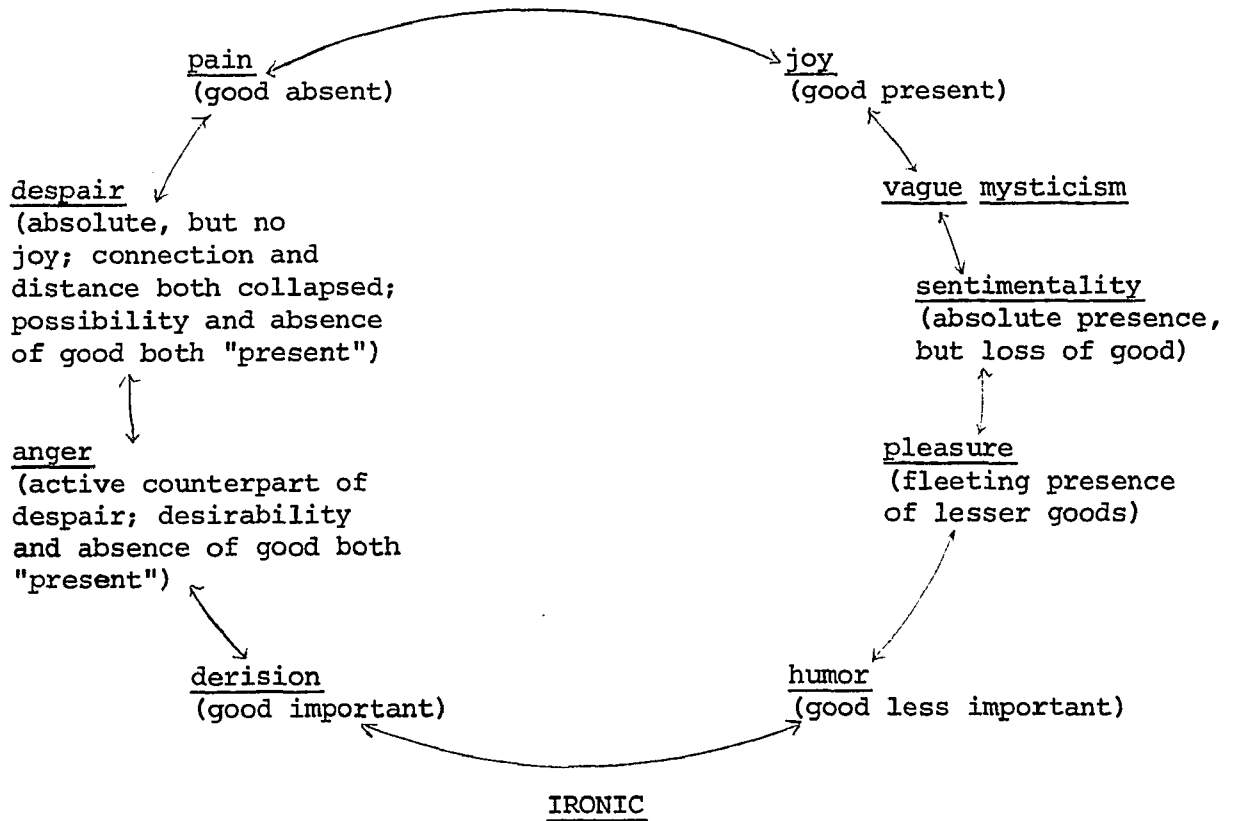 pain
(good absent)
joy
(good present)
despair
(absolute, but no
joy; connection and
distance both collapsed;
possibility and absence
of good both "present")
vague mysticism
sentimentality
(absolute presence,
but loss of good)
anger
(active counterpart of
despair; desirability
and absence of good both
"present")
pleasure
(fleeting presence
of lesser goods)
derision
(good important)
humor
(good less important)
IRONIC